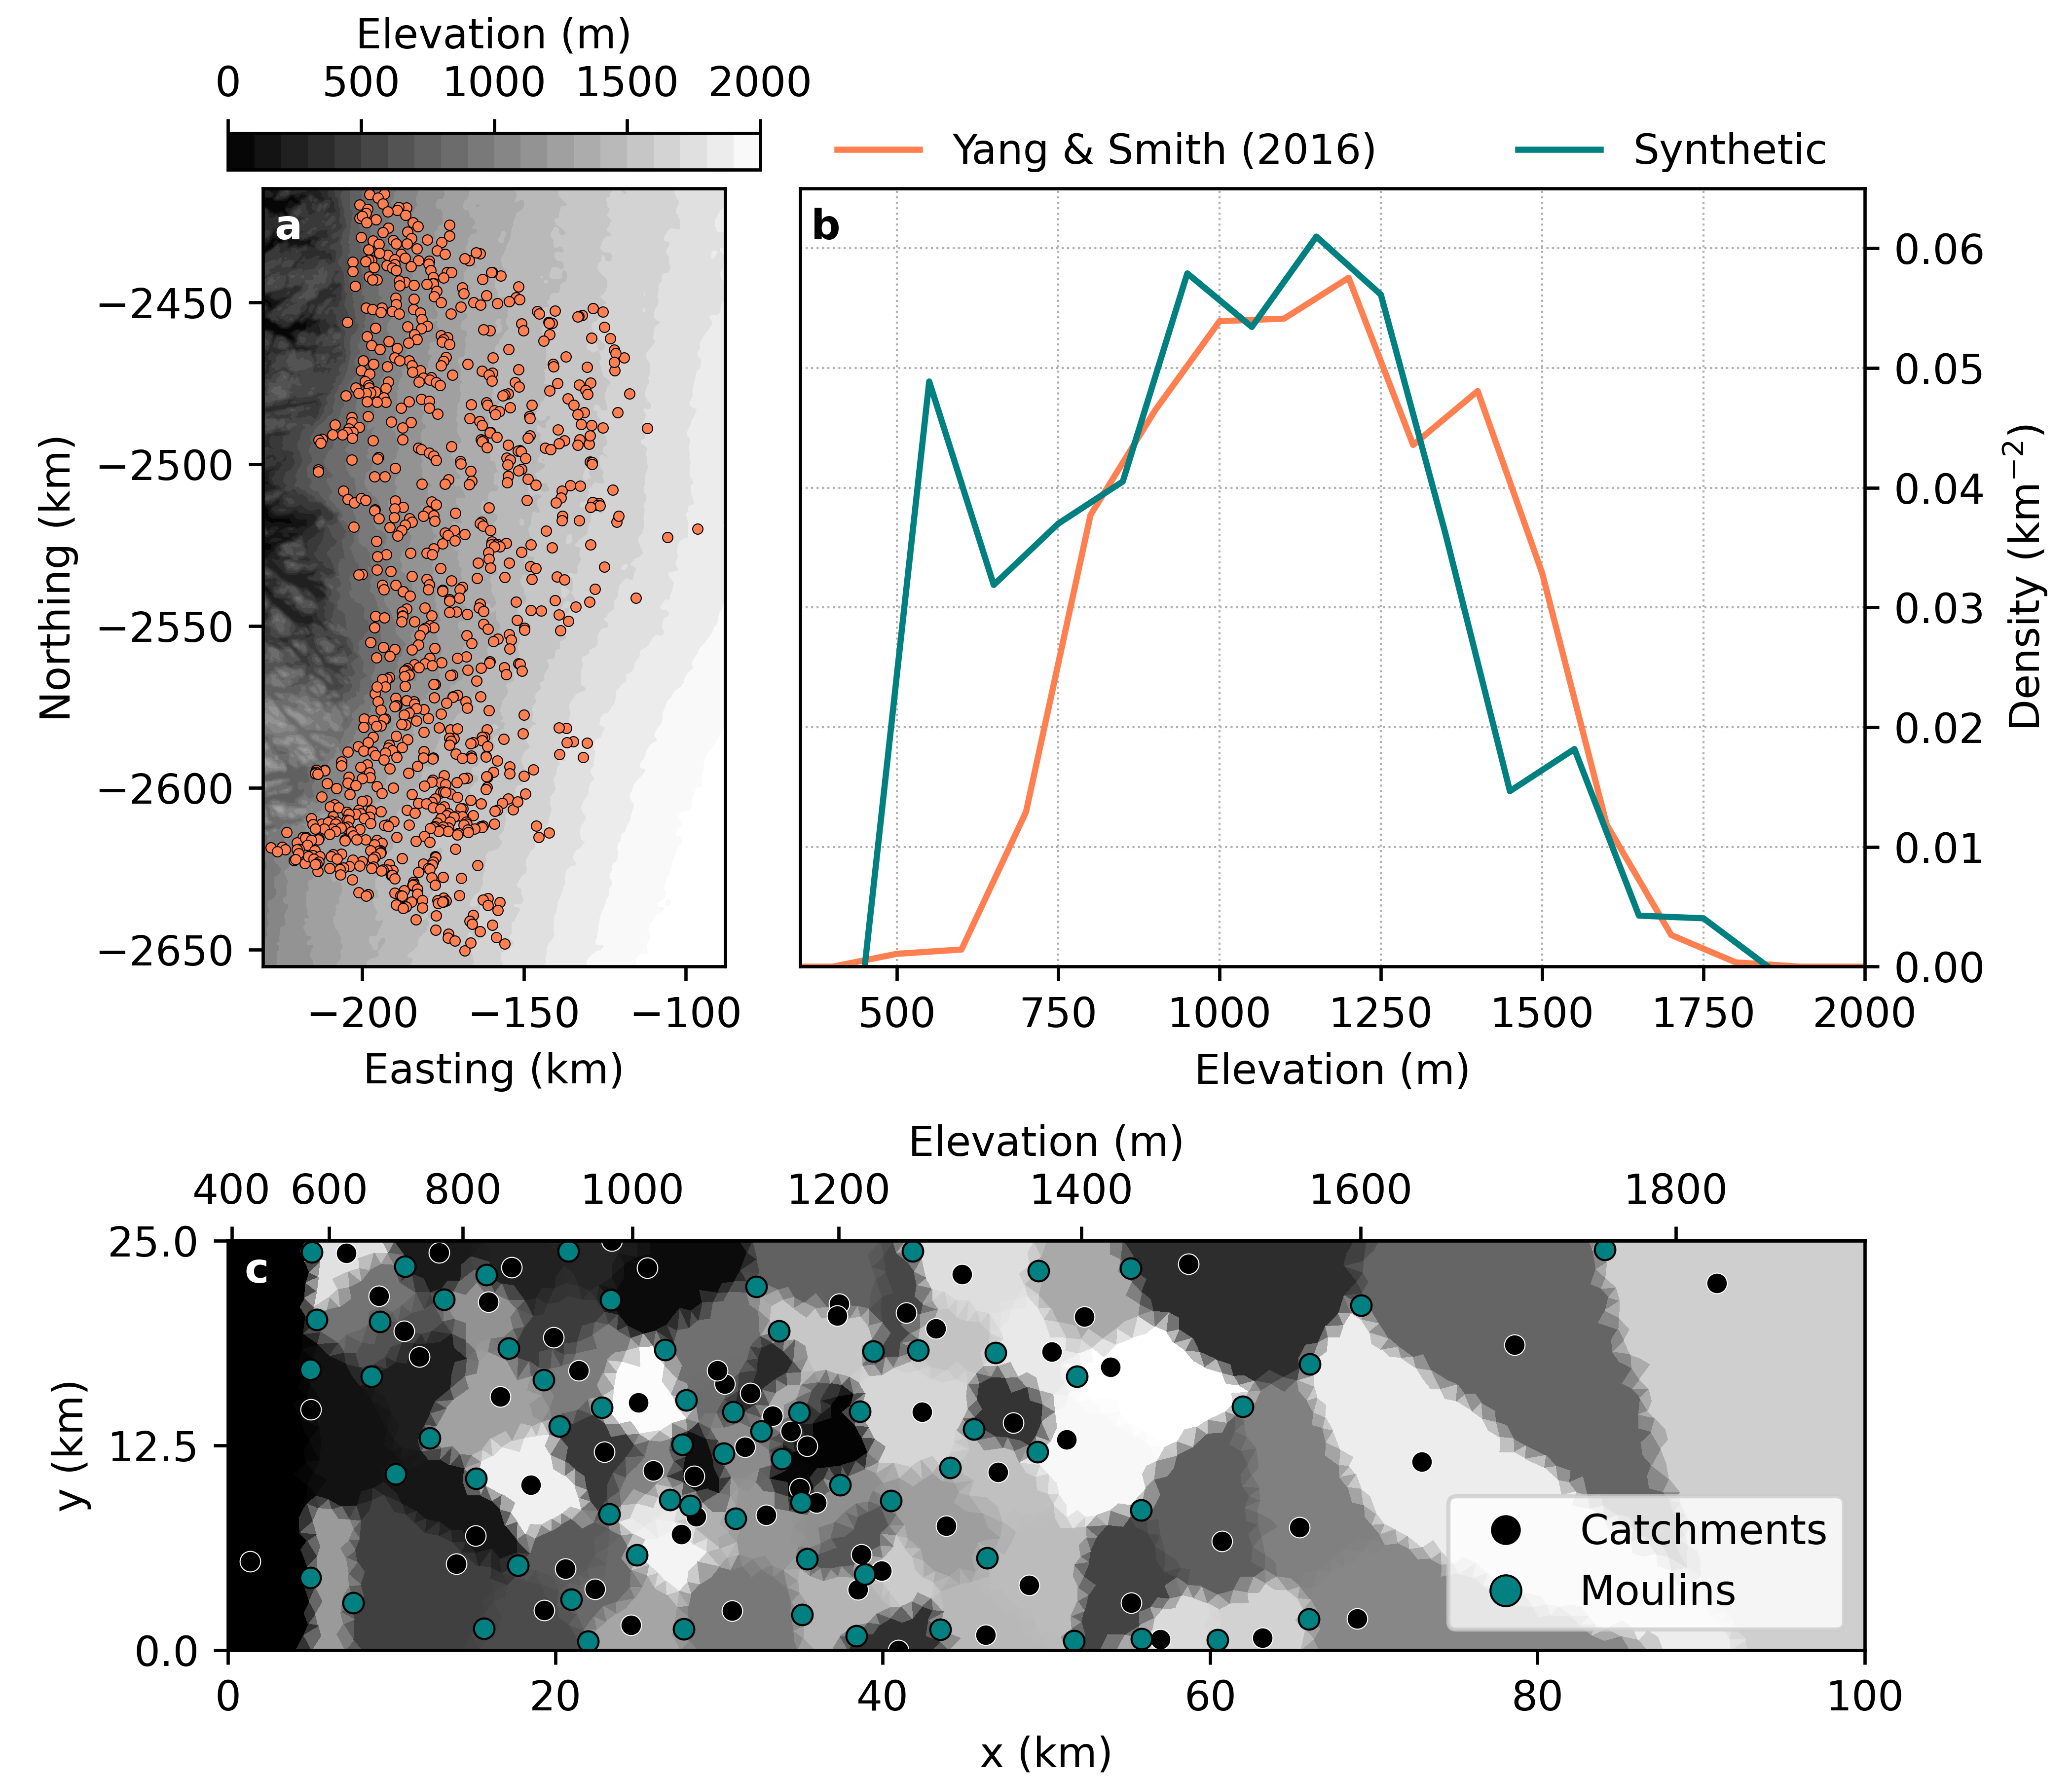 Elevation (m)
0 500 1000 1500 2000
Yang & Smith (2016) Synthetic
a
b
−2450
−2500
−2550
−2600
−2650
Northing (km)
−200 −150 −100
Easting (km)
0.06
0.05
0.04
0.03
0.02
0.01
0.00
Density (km⁻²)
500 750 1000 1250 1500 1750 2000
Elevation (m)
Elevation (m)
400 600 800 1000 1200 1400 1600 1800
c
25.0
12.5
0.0
y (km)
Catchments
Moulins
0 20 40 60 80 100
x (km)